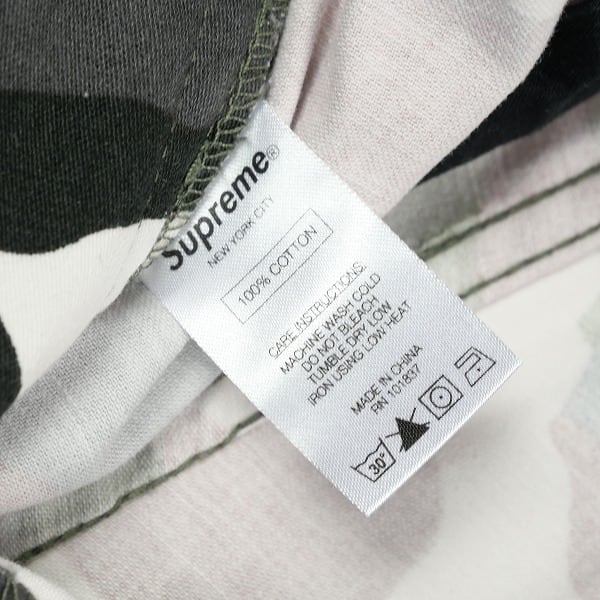 Supreme®
NEW YORK CITY
100% COTTON
CARE INSTRUCTIONS:
MACHINE WASH COLD
DO NOT BLEACH
TUMBLE DRY LOW
IRON USING LOW HEAT
MADE IN CHINA
RN 101837
30°